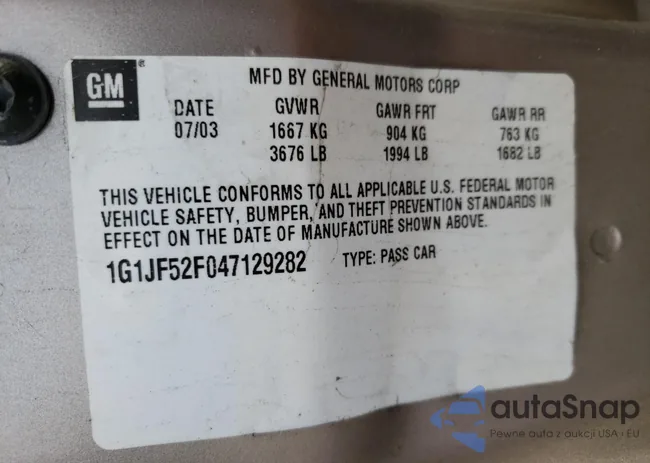 GM
MFD BY GENERAL MOTORS CORP
DATE GVWR GAWR FRT GAWR RR
07/03 1667 KG 904 KG 763 KG
3676 LB 1994 LB 1682 LB
THIS VEHICLE CONFORMS TO ALL APPLICABLE U.S. FEDERAL MOTOR
VEHICLE SAFETY, BUMPER, AND THEFT PREVENTION STANDARDS IN
EFFECT ON THE DATE OF MANUFACTURE SHOWN ABOVE.
1G1JF52F047129282 TYPE: PASS CAR
autaSnap
Pewne auta z aukcji USA i EU